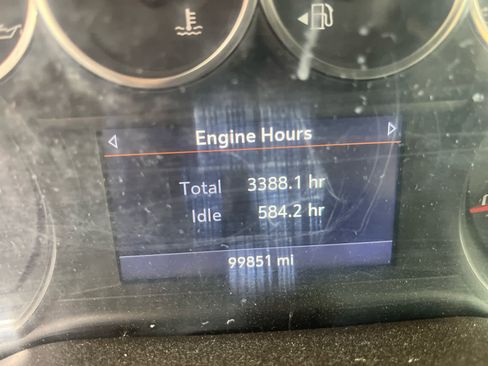 Engine Hours
Total 3388.1 hr
Idle 584.2 hr
99851 mi